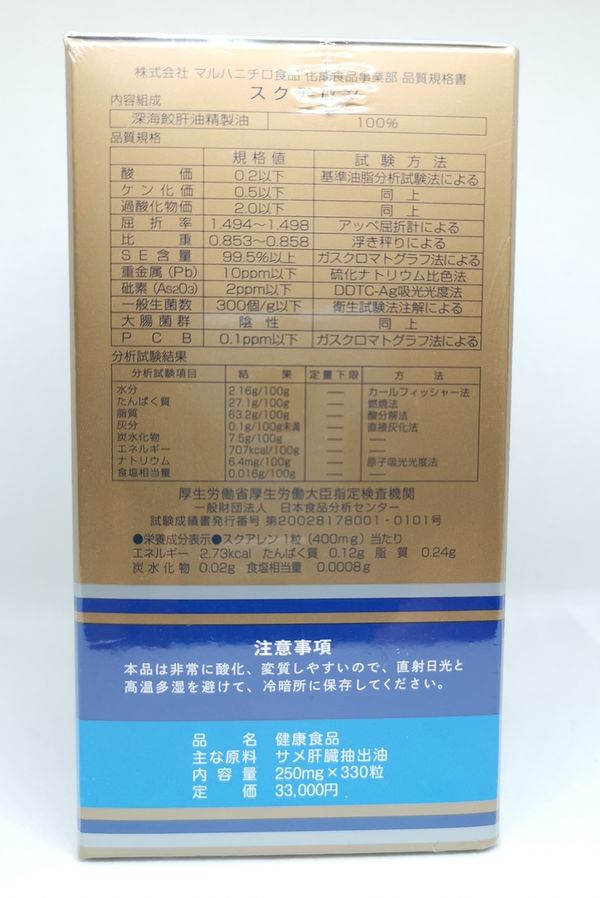 株式会社 マルハニチロ食品 化成食品事業部 品質規格書
スクアレン
内容組成
深海鮫肝油精製油 100%
品質規格
規格値 試験方法
酸価 0.2以下 基準油脂分析試験法による
ケン化価 0.5以下 同上
過酸化物価 2.0以下 同上
屈折率 1.494～1.498 アッベ屈折計による
比重 0.853～0.858 浮き秤りによる
SE含量 99.5%以上 ガスクロマトグラフ法による
重金属(Pb) 10ppm以下 硫化ナトリウム比色法
砒素(As2O3) 2ppm以下 DDTC-Ag吸光光度法
一般生菌数 300個/g以下 衛生試験法注解による
大腸菌群 陰性 同上
PCB 0.1ppm以下 ガスクロマトグラフ法による
分析試験結果
分析試験項目 結果 定量下限 方法
水分 2.16g/100g — カールフィッシャー法
たんぱく質 27.1g/100g — 燃焼法
脂質 63.2g/100g — 酸分解法
灰分 0.1g/100g未満 — 直接灰化法
炭水化物 7.5g/100g — —
エネルギー 707kcal/100g — —
ナトリウム 6.4mg/100g — 原子吸光光度法
食塩相当量 0.016g/100g — —
厚生労働省厚生労働大臣指定検査機関
一般財団法人 日本食品分析センター
試験成績書発行番号 第20028178001-0101号
●栄養成分表示●スクアレン1粒(400mg)当たり
エネルギー 2.73kcal たんぱく質 0.12g 脂質 0.24g
炭水化物 0.02g 食塩相当量 0.0008g
注意事項
本品は非常に酸化、変質しやすいので、直射日光と
高温多湿を避けて、冷暗所に保存してください。
品名 健康食品
主な原料 サメ肝臓抽出油
内容量 250mg×330粒
定価 33,000円